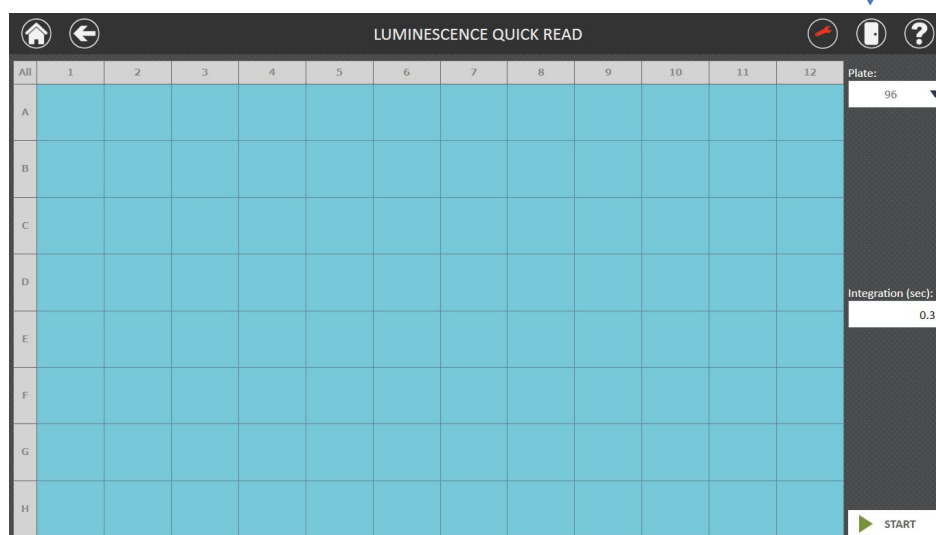 LUMINESCENCE QUICK READ
?
All 1 2 3 4 5 6 7 8 9 10 11 12
Plate:
96
A
B
C
D
Integration (sec):
0.3
E
F
G
H
START